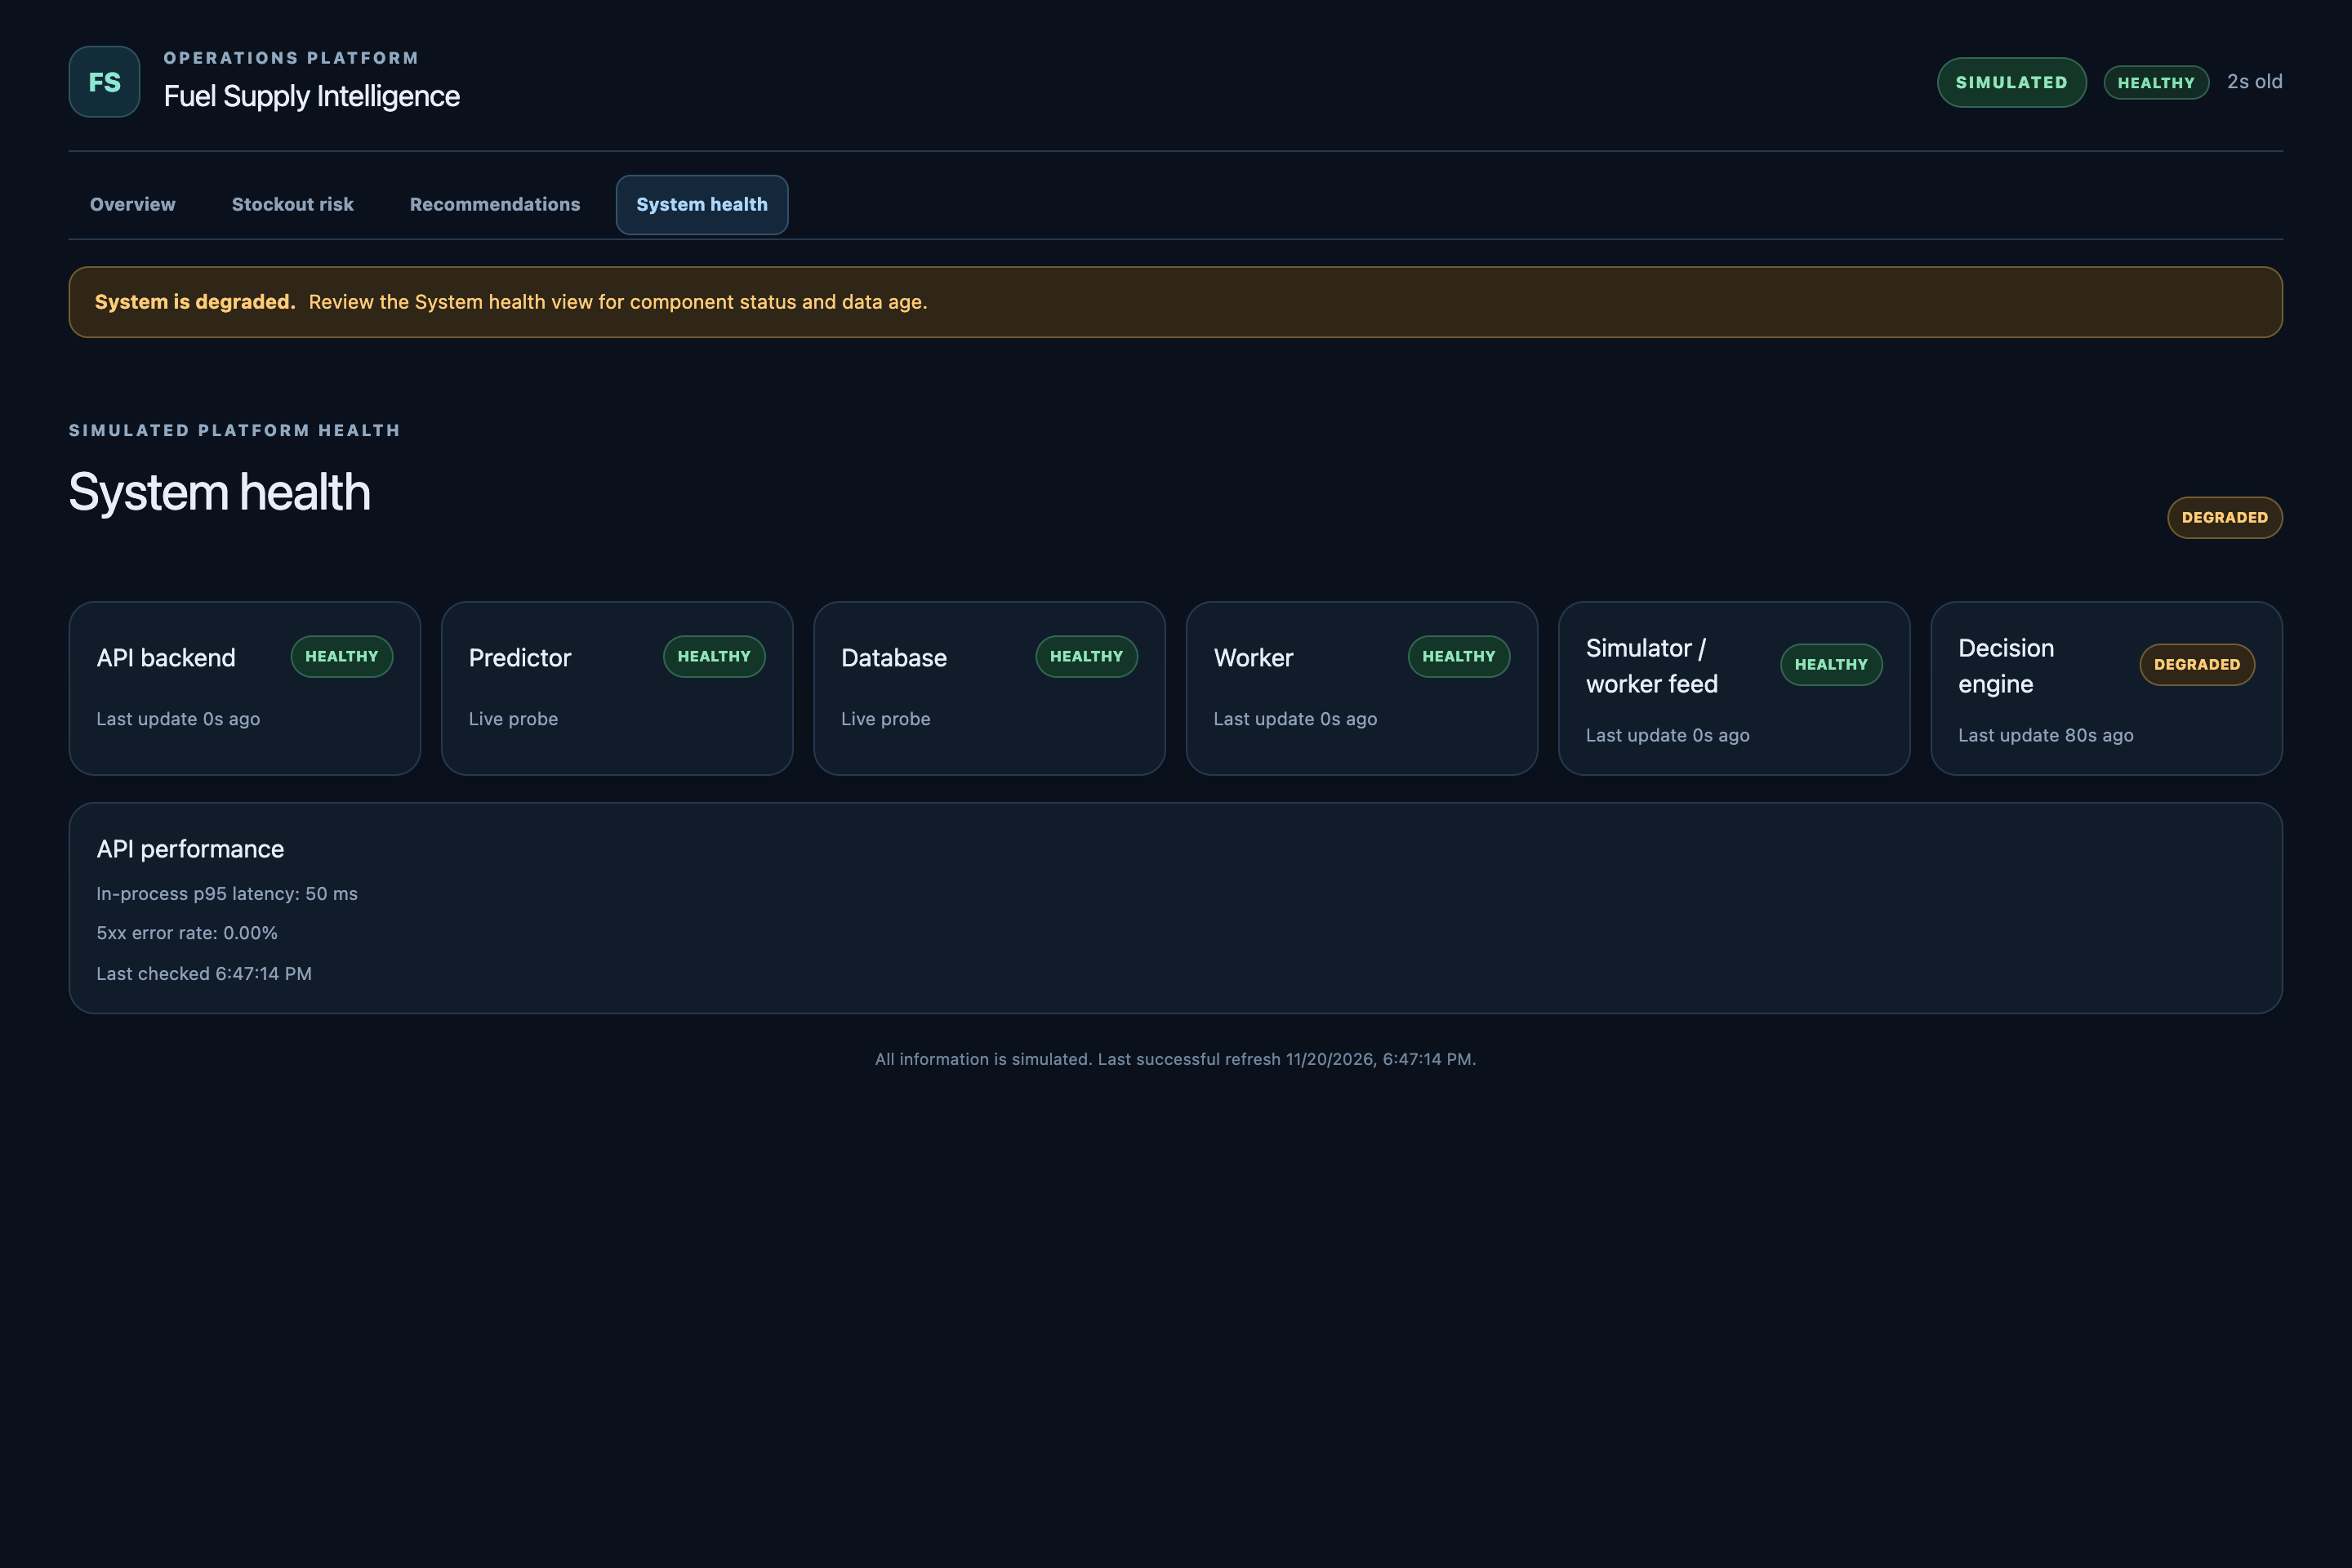 FS
OPERATIONS PLATFORM
Fuel Supply Intelligence
SIMULATED
HEALTHY
2s old
Overview
Stockout risk
Recommendations
System health
System is degraded. Review the System health view for component status and data age.
SIMULATED PLATFORM HEALTH
System health
DEGRADED
API backend
HEALTHY
Last update 0s ago
Predictor
HEALTHY
Live probe
Database
HEALTHY
Live probe
Worker
HEALTHY
Last update 0s ago
Simulator /
worker feed
HEALTHY
Last update 0s ago
Decision
engine
DEGRADED
Last update 80s ago
API performance
In-process p95 latency: 50 ms
5xx error rate: 0.00%
Last checked 6:47:14 PM
All information is simulated. Last successful refresh 11/20/2026, 6:47:14 PM.